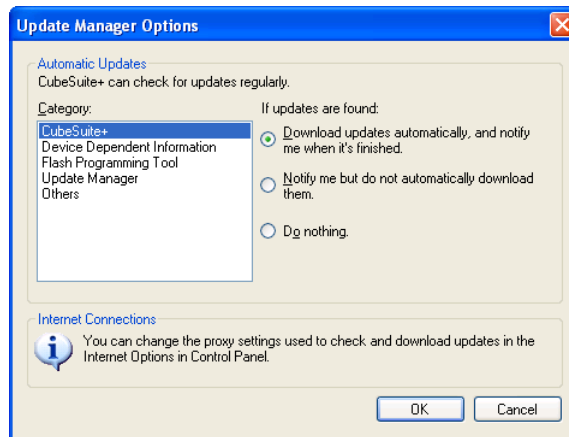 Update Manager Options
Automatic Updates
CubeSuite+ can check for updates regularly.
Category:
CubeSuite+
Device Dependent Information
Flash Programming Tool
Update Manager
Others
If updates are found:
Download updates automatically, and notify
me when it's finished.
Notify me but do not automatically download
them.
Do nothing.
Internet Connections
You can change the proxy settings used to check and download updates in the
Internet Options in Control Panel.
OK
Cancel